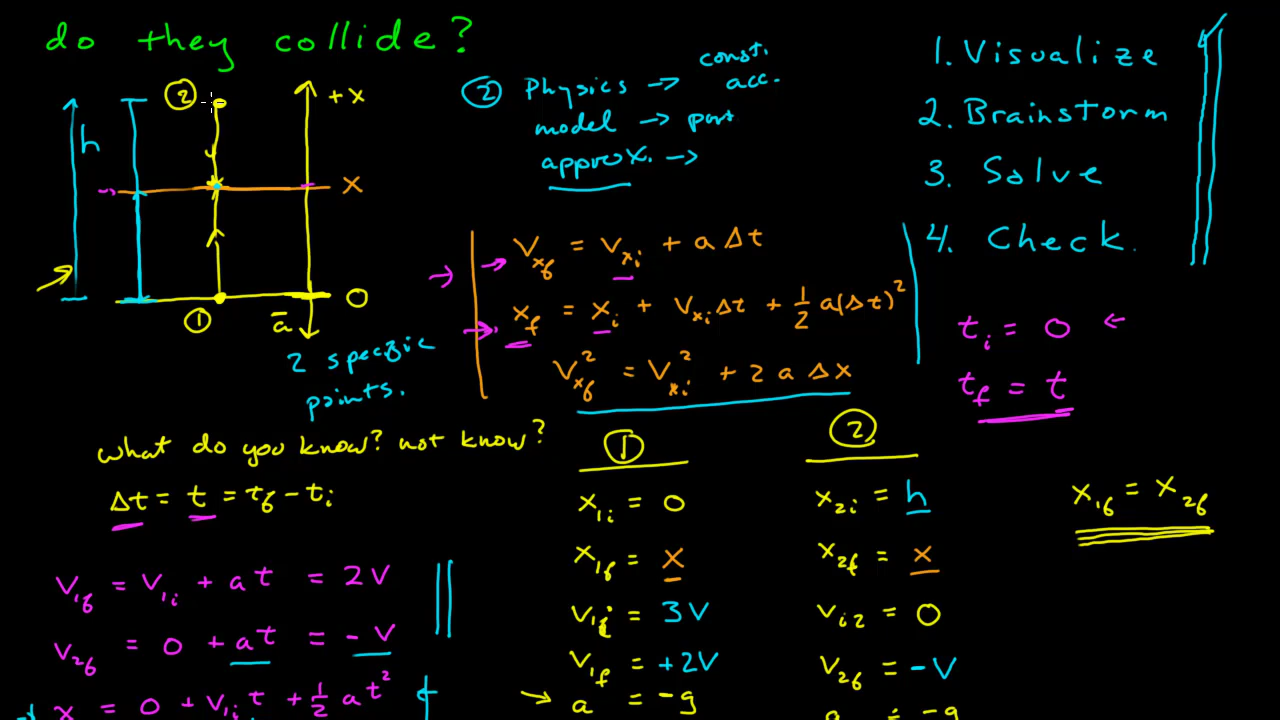 do they collide?
② +x
h
x
0
①
ā
2 specific
points.
② Physics → const.
acc.
model → part
approx. →
1. Visualize
2. Brainstorm
3. Solve
4. Check.
V_xf = V_xi + a Δt
x_f = x_i + V_xi Δt + 1/2 a(Δt)²
V_xf² = V_xi² + 2 a Δx
t_i = 0 ←
t_f = t
what do you know? not know?
Δt = t = t_f - t_i
V_1f = V_1i + at = 2V
V_2f = 0 + at = -V
x = 0 + V_1i t + 1/2 at²
①
x_1i = 0
x_1f = x
V_1i = 3V
V_1f = +2V
→ a = -g
②
x_2i = h
x_2f = x
V_i2 = 0
V_2f = -V
a = -g
x_1f = x_2f